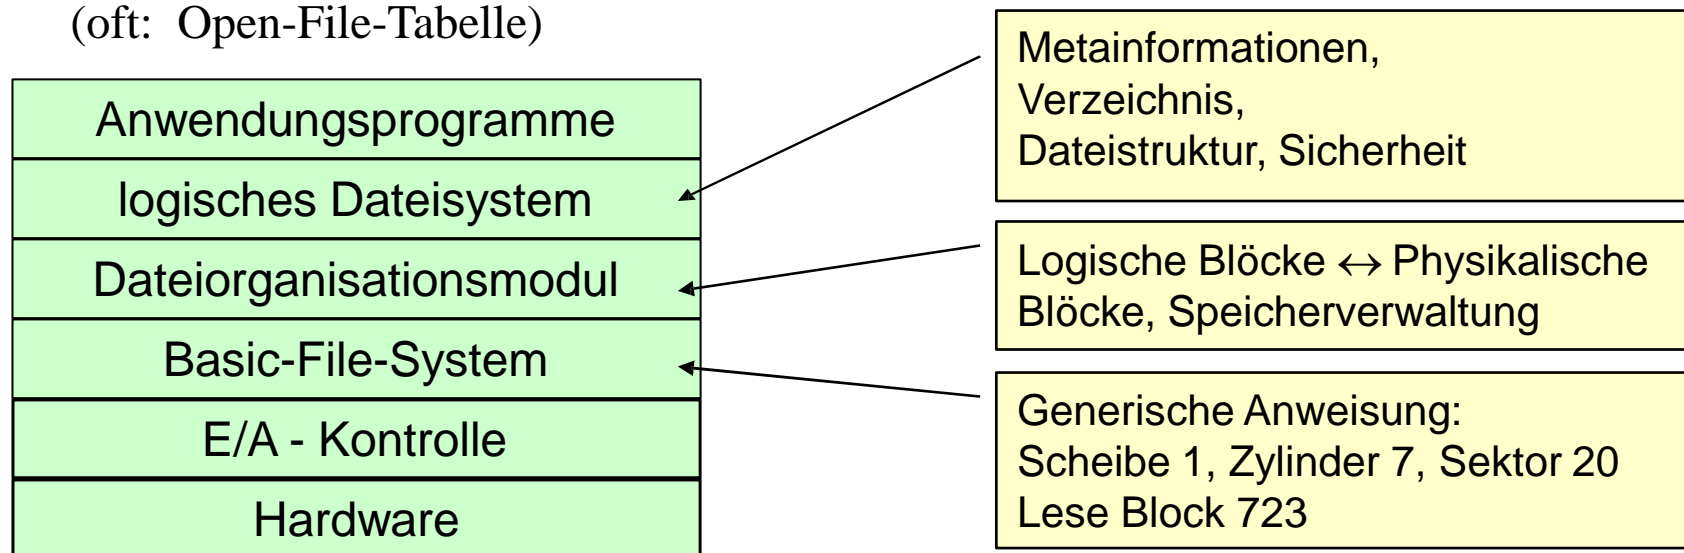 (oft: Open-File-Tabelle)
Anwendungsprogramme
logisches Dateisystem
Dateiorganisationsmodul
Basic-File-System
E/A - Kontrolle
Hardware
Metainformationen,
Verzeichnis,
Dateistruktur, Sicherheit
Logische Blöcke ↔ Physikalische
Blöcke, Speicherverwaltung
Generische Anweisung:
Scheibe 1, Zylinder 7, Sektor 20
Lese Block 723